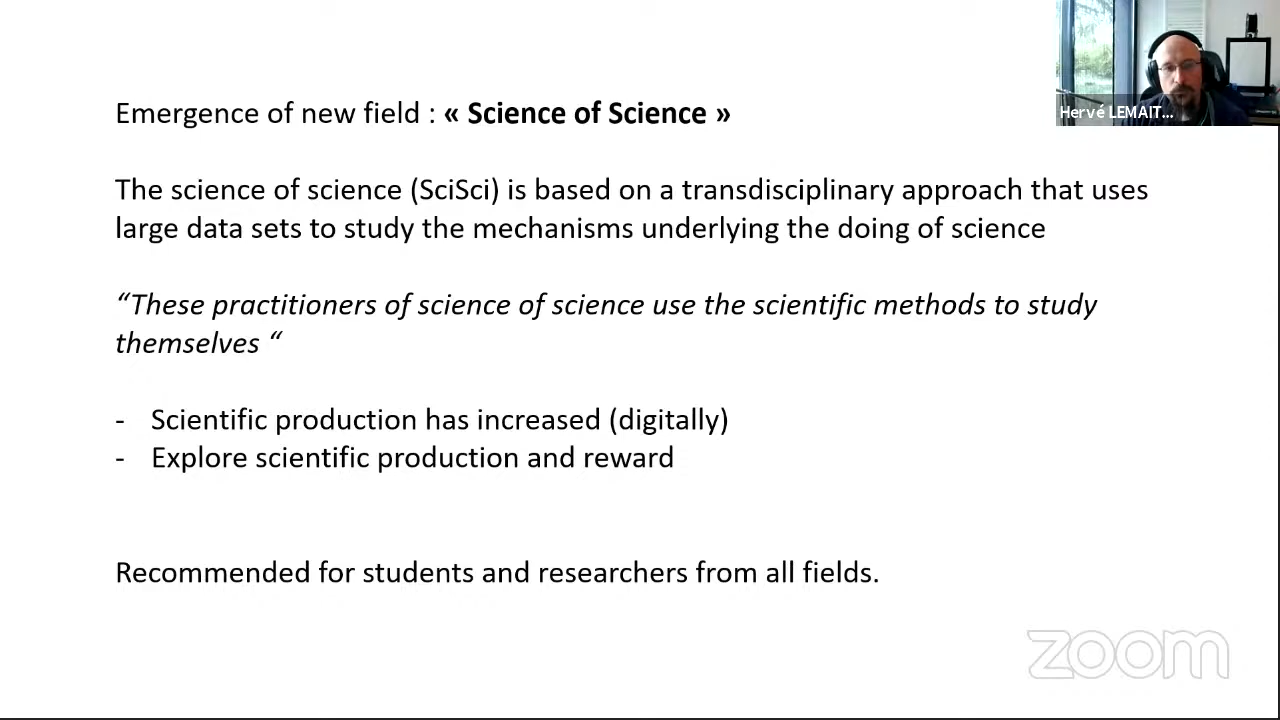 Emergence of new field : « Science of Science »
Hervé LEMAIT...
The science of science (SciSci) is based on a transdisciplinary approach that uses
large data sets to study the mechanisms underlying the doing of science
“These practitioners of science of science use the scientific methods to study
themselves “
- Scientific production has increased (digitally)
- Explore scientific production and reward
Recommended for students and researchers from all fields.
zoom